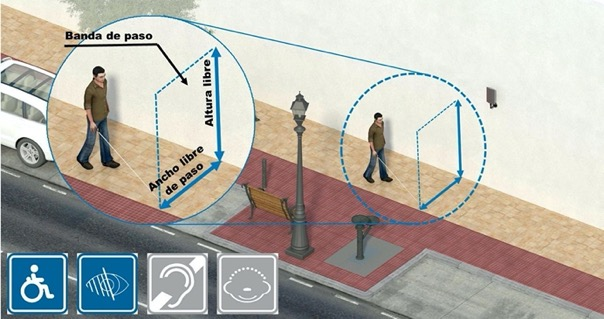 Banda de paso
Altura libre
Ancho libre
de paso